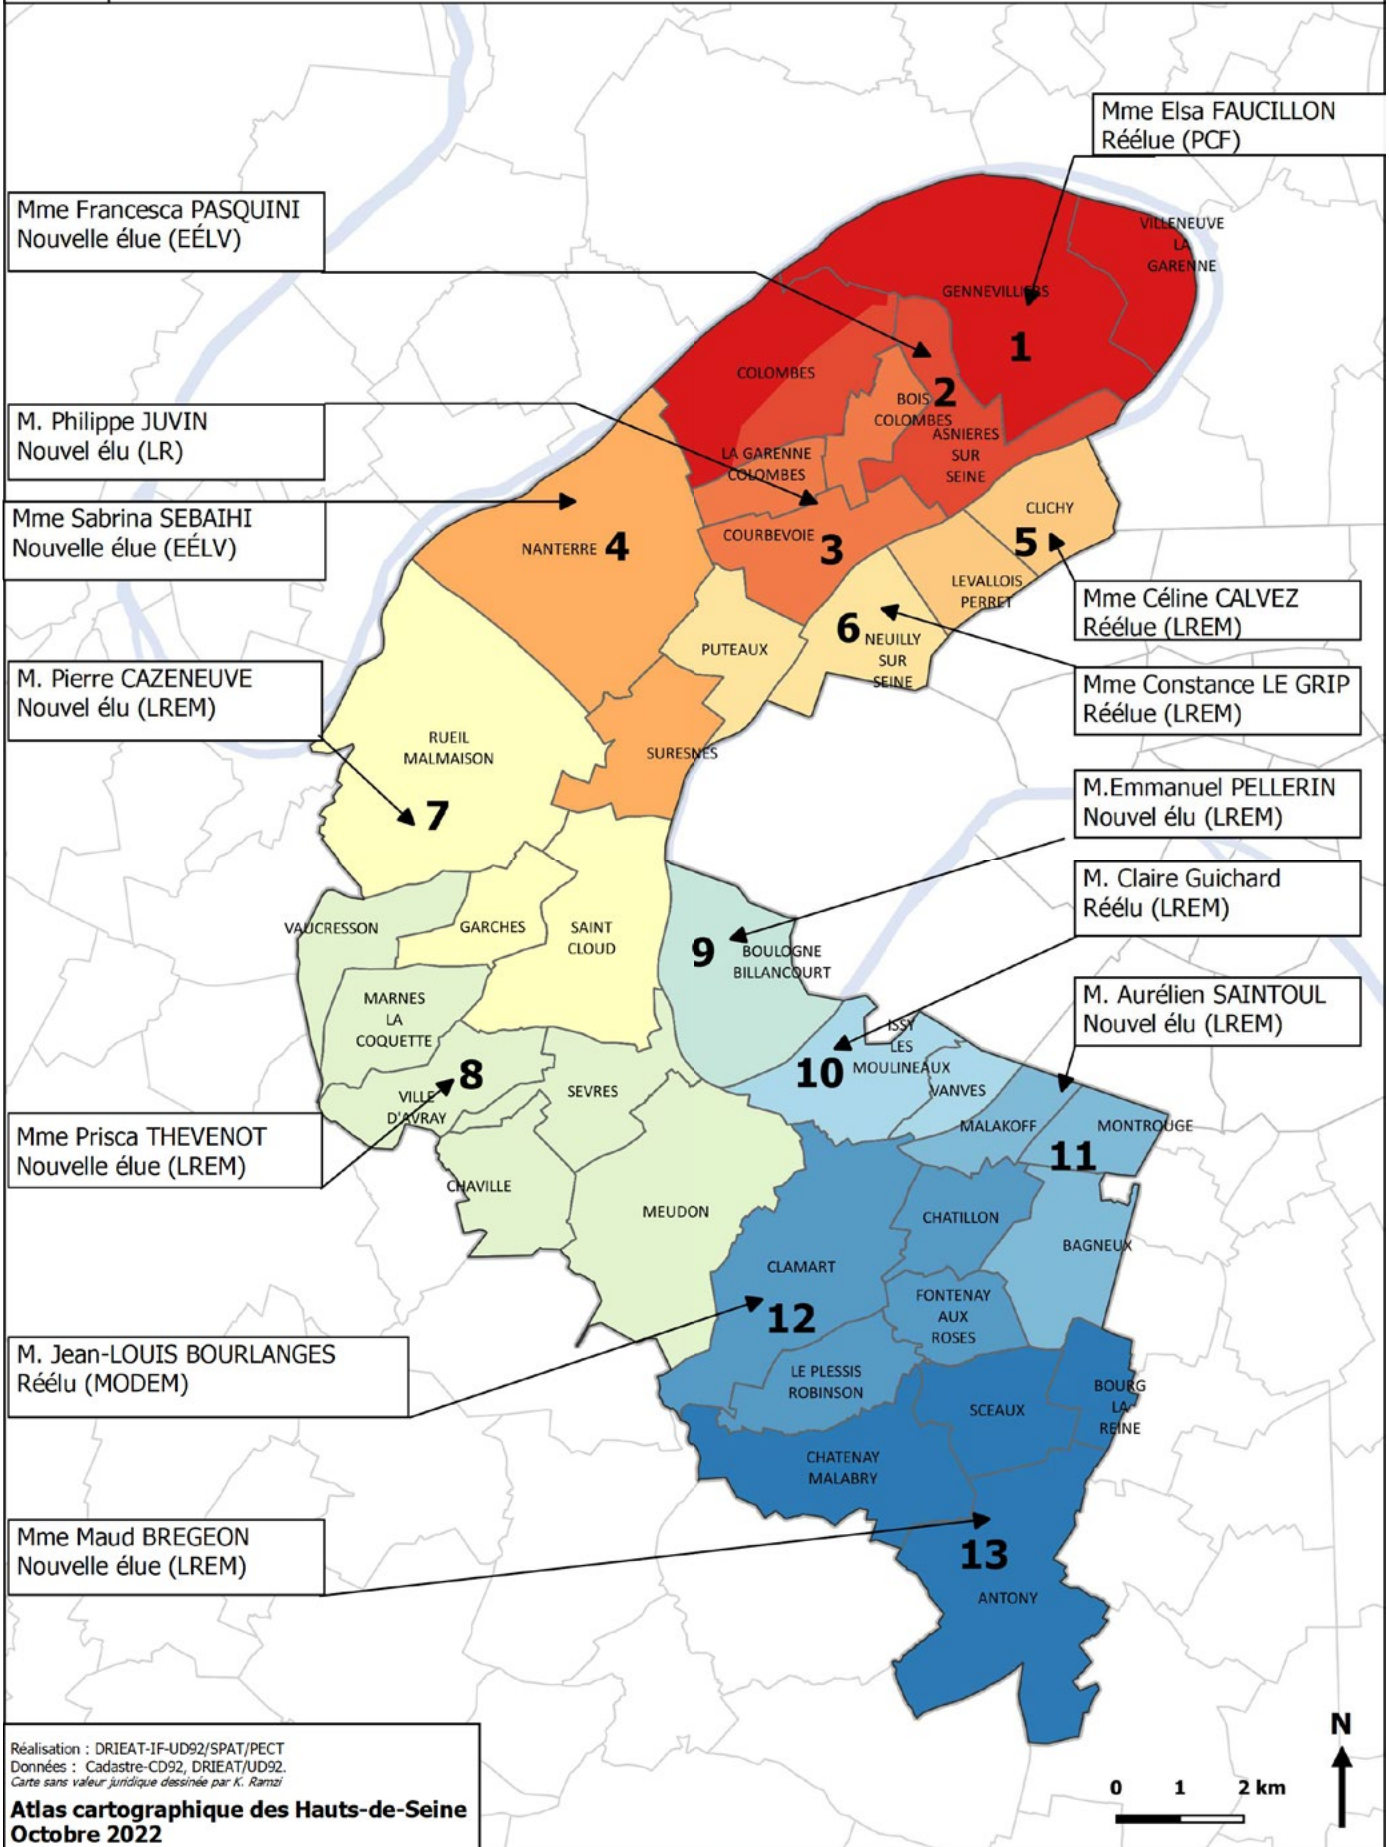 Mme Elsa FAUCILLON
Réélue (PCF)
Mme Francesca PASQUINI
Nouvelle élue (EÉLV)
M. Philippe JUVIN
Nouvel élu (LR)
Mme Sabrina SEBAIHI
Nouvelle élue (EÉLV)
M. Pierre CAZENEUVE
Nouvel élu (LREM)
Mme Céline CALVEZ
Réélue (LREM)
Mme Constance LE GRIP
Réélue (LREM)
M.Emmanuel PELLERIN
Nouvel élu (LREM)
M. Claire Guichard
Réélu (LREM)
M. Aurélien SAINTOUL
Nouvel élu (LREM)
Mme Prisca THEVENOT
Nouvelle élue (LREM)
M. Jean-LOUIS BOURLANGES
Réélu (MODEM)
Mme Maud BREGEON
Nouvelle élue (LREM)
VILLENEUVE
LA
GARENNE
GENNEVILLIERS
1
COLOMBES
2
BOIS
COLOMBES
ASNIERES
SUR
SEINE
LA GARENNE
COLOMBES
COURBEVOIE
3
NANTERRE
4
CLICHY
5
LEVALLOIS
PERRET
6
NEUILLY
SUR
SEINE
PUTEAUX
SURESNES
RUEIL
MALMAISON
7
VAUCRESSON
GARCHES
SAINT
CLOUD
9
BOULOGNE
BILLANCOURT
MARNES
LA
COQUETTE
8
VILLE
D'AVRAY
SEVRES
CHAVILLE
MEUDON
10
ISSY
LES
MOULINEAUX
VANVES
MALAKOFF
MONTROUGE
11
CHATILLON
BAGNEUX
CLAMART
12
FONTENAY
AUX
ROSES
LE PLESSIS
ROBINSON
SCEAUX
BOURG
LA
REINE
CHATENAY
MALABRY
13
ANTONY
N
0 1 2 km
Réalisation : DRIEAT-IF-UD92/SPAT/PECT
Données : Cadastre-CD92, DRIEAT/UD92.
Carte sans valeur juridique dessinée par K. Ramzi
Atlas cartographique des Hauts-de-Seine
Octobre 2022